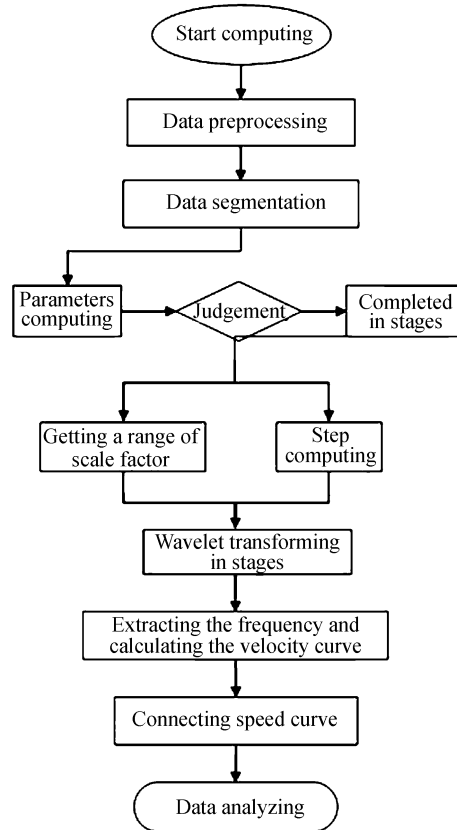 Start computing
Data preprocessing
Data segmentation
Parameters
computing
Judgement
Completed
in stages
Getting a range of
scale factor
Step
computing
Wavelet transforming
in stages
Extracting the frequency and
calculating the velocity curve
Connecting speed curve
Data analyzing